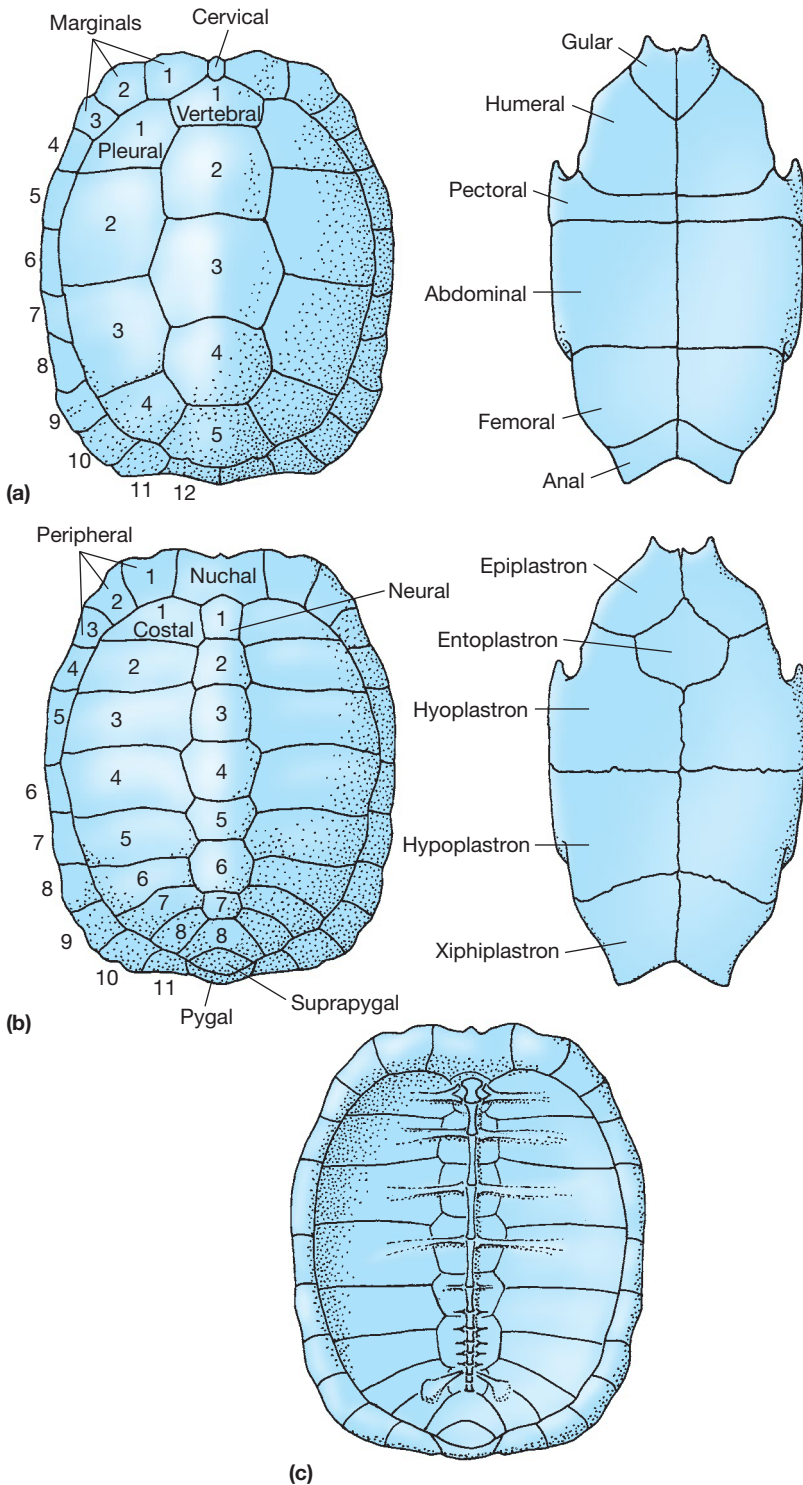 Marginals
Cervical
1
2
3
4
5
6
7
8
9
10
11
12
1
Vertebral
1
Pleural
2
2
3
3
4
4
5
Gular
Humeral
Pectoral
Abdominal
Femoral
Anal
(a)
Peripheral
1
2
3
4
5
6
7
8
9
10
11
Nuchal
Neural
1
Costal
1
2
2
3
3
4
4
5
5
6
6
7
7
8
8
Suprapygal
Pygal
Epiplastron
Entoplastron
Hyoplastron
Hypoplastron
Xiphiplastron
(b)
(c)